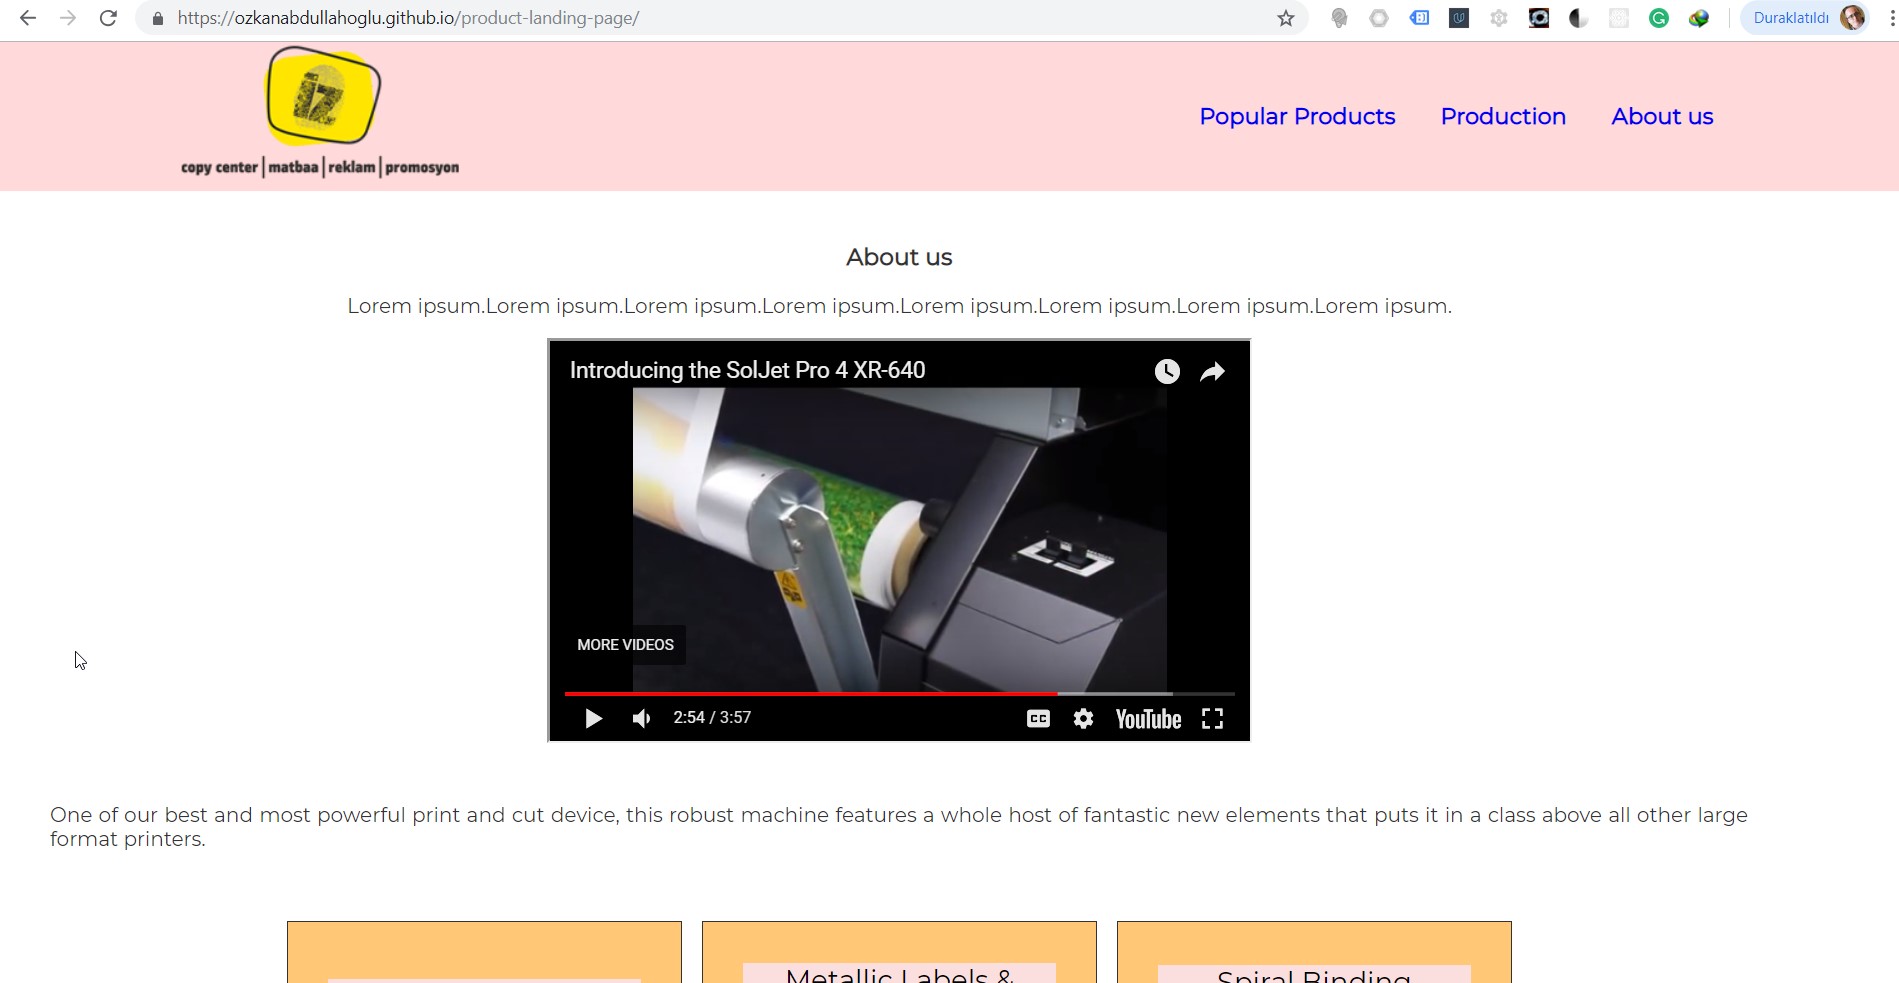 https://ozkanabdullahoglu.github.io/product-landing-page/
Duraklatıldı
iz
copy center | matbaa | reklam | promosyon
Popular Products
Production
About us
About us
Lorem ipsum.Lorem ipsum.Lorem ipsum.Lorem ipsum.Lorem ipsum.Lorem ipsum.Lorem ipsum.Lorem ipsum.
Introducing the SolJet Pro 4 XR-640
MORE VIDEOS
2:54 / 3:57
CC
YouTube
One of our best and most powerful print and cut device, this robust machine features a whole host of fantastic new elements that puts it in a class above all other large
format printers.
Metallic Labels &
Spiral Binding